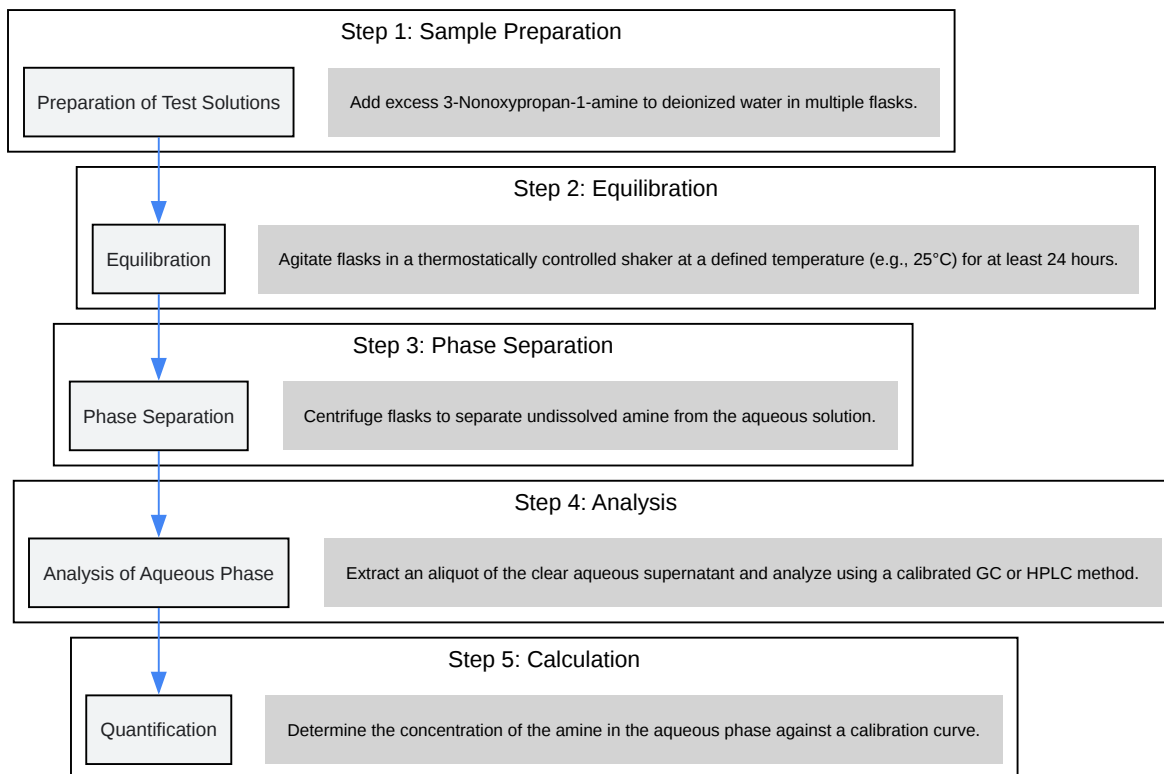 Step 1: Sample Preparation
Preparation of Test Solutions
Add excess 3-Nonoxypropan-1-amine to deionized water in multiple flasks.
Step 2: Equilibration
Equilibration
Agitate flasks in a thermostatically controlled shaker at a defined temperature (e.g., 25°C) for at least 24 hours.
Step 3: Phase Separation
Phase Separation
Centrifuge flasks to separate undissolved amine from the aqueous solution.
Step 4: Analysis
Analysis of Aqueous Phase
Extract an aliquot of the clear aqueous supernatant and analyze using a calibrated GC or HPLC method.
Step 5: Calculation
Quantification
Determine the concentration of the amine in the aqueous phase against a calibration curve.